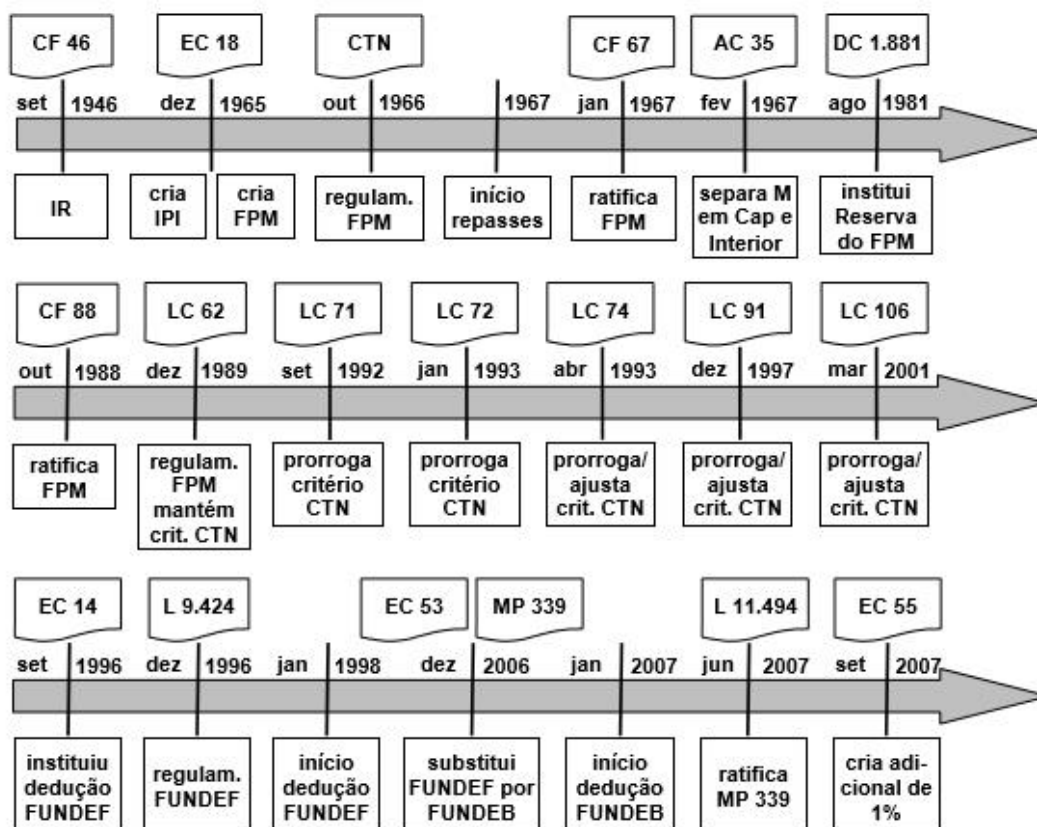 CF 46 EC 18 CTN CF 67 AC 35 DC 1.881
set 1946 dez 1965 out 1966 1967 jan 1967 fev 1967 ago 1981
IR
cria
IPI
cria
FPM
regulam.
FPM
início
repasses
ratifica
FPM
separa M
em Cap e
Interior
institui
Reserva
do FPM
CF 88 LC 62 LC 71 LC 72 LC 74 LC 91 LC 106
out 1988 dez 1989 set 1992 jan 1993 abr 1993 dez 1997 mar 2001
ratifica
FPM
regulam.
FPM
mantém
crit. CTN
prorroga
critério
CTN
prorroga
critério
CTN
prorroga/
ajusta
crit. CTN
prorroga/
ajusta
crit. CTN
prorroga/
ajusta
crit. CTN
EC 14 L 9.424 EC 53 MP 339 L 11.494 EC 55
set 1996 dez 1996 jan 1998 dez 2006 jan 2007 jun 2007 set 2007
instituiu
dedução
FUNDEF
regulam.
FUNDEF
início
dedução
FUNDEF
substitui
FUNDEF por
FUNDEB
início
dedução
FUNDEB
ratifica
MP 339
cria adi-
cional de
1%